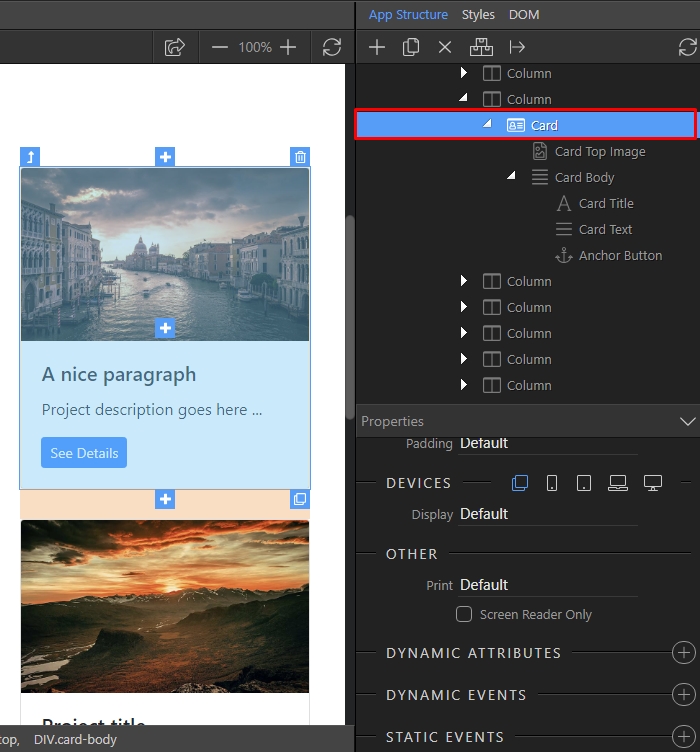 App Structure Styles DOM
100%
Column
Column
Card
Card Top Image
Card Body
Card Title
Card Text
Anchor Button
Column
Column
Column
Column
Column
A nice paragraph
Project description goes here ...
See Details
Project title
top, DIV.card-body
Properties
Padding Default
DEVICES
Display Default
OTHER
Print Default
Screen Reader Only
DYNAMIC ATTRIBUTES
DYNAMIC EVENTS
STATIC EVENTS